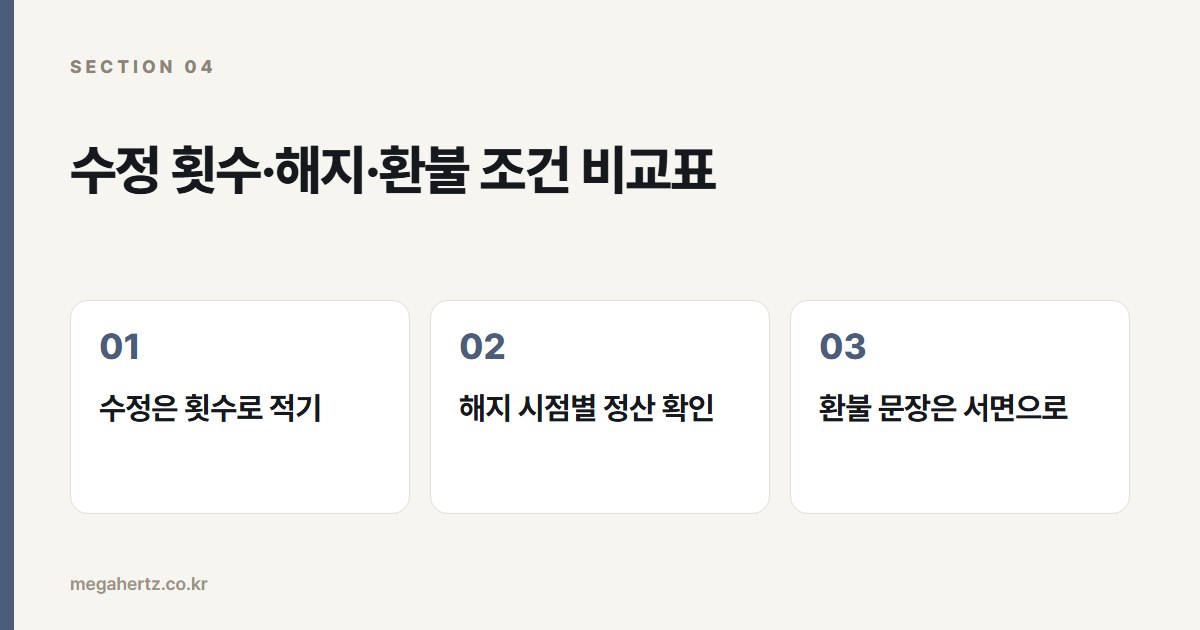 SECTION 04
수정 횟수·해지·환불 조건 비교표
01
수정은 횟수로 적기
02
해지 시점별 정산 확인
03
환불 문장은 서면으로
megahertz.co.kr